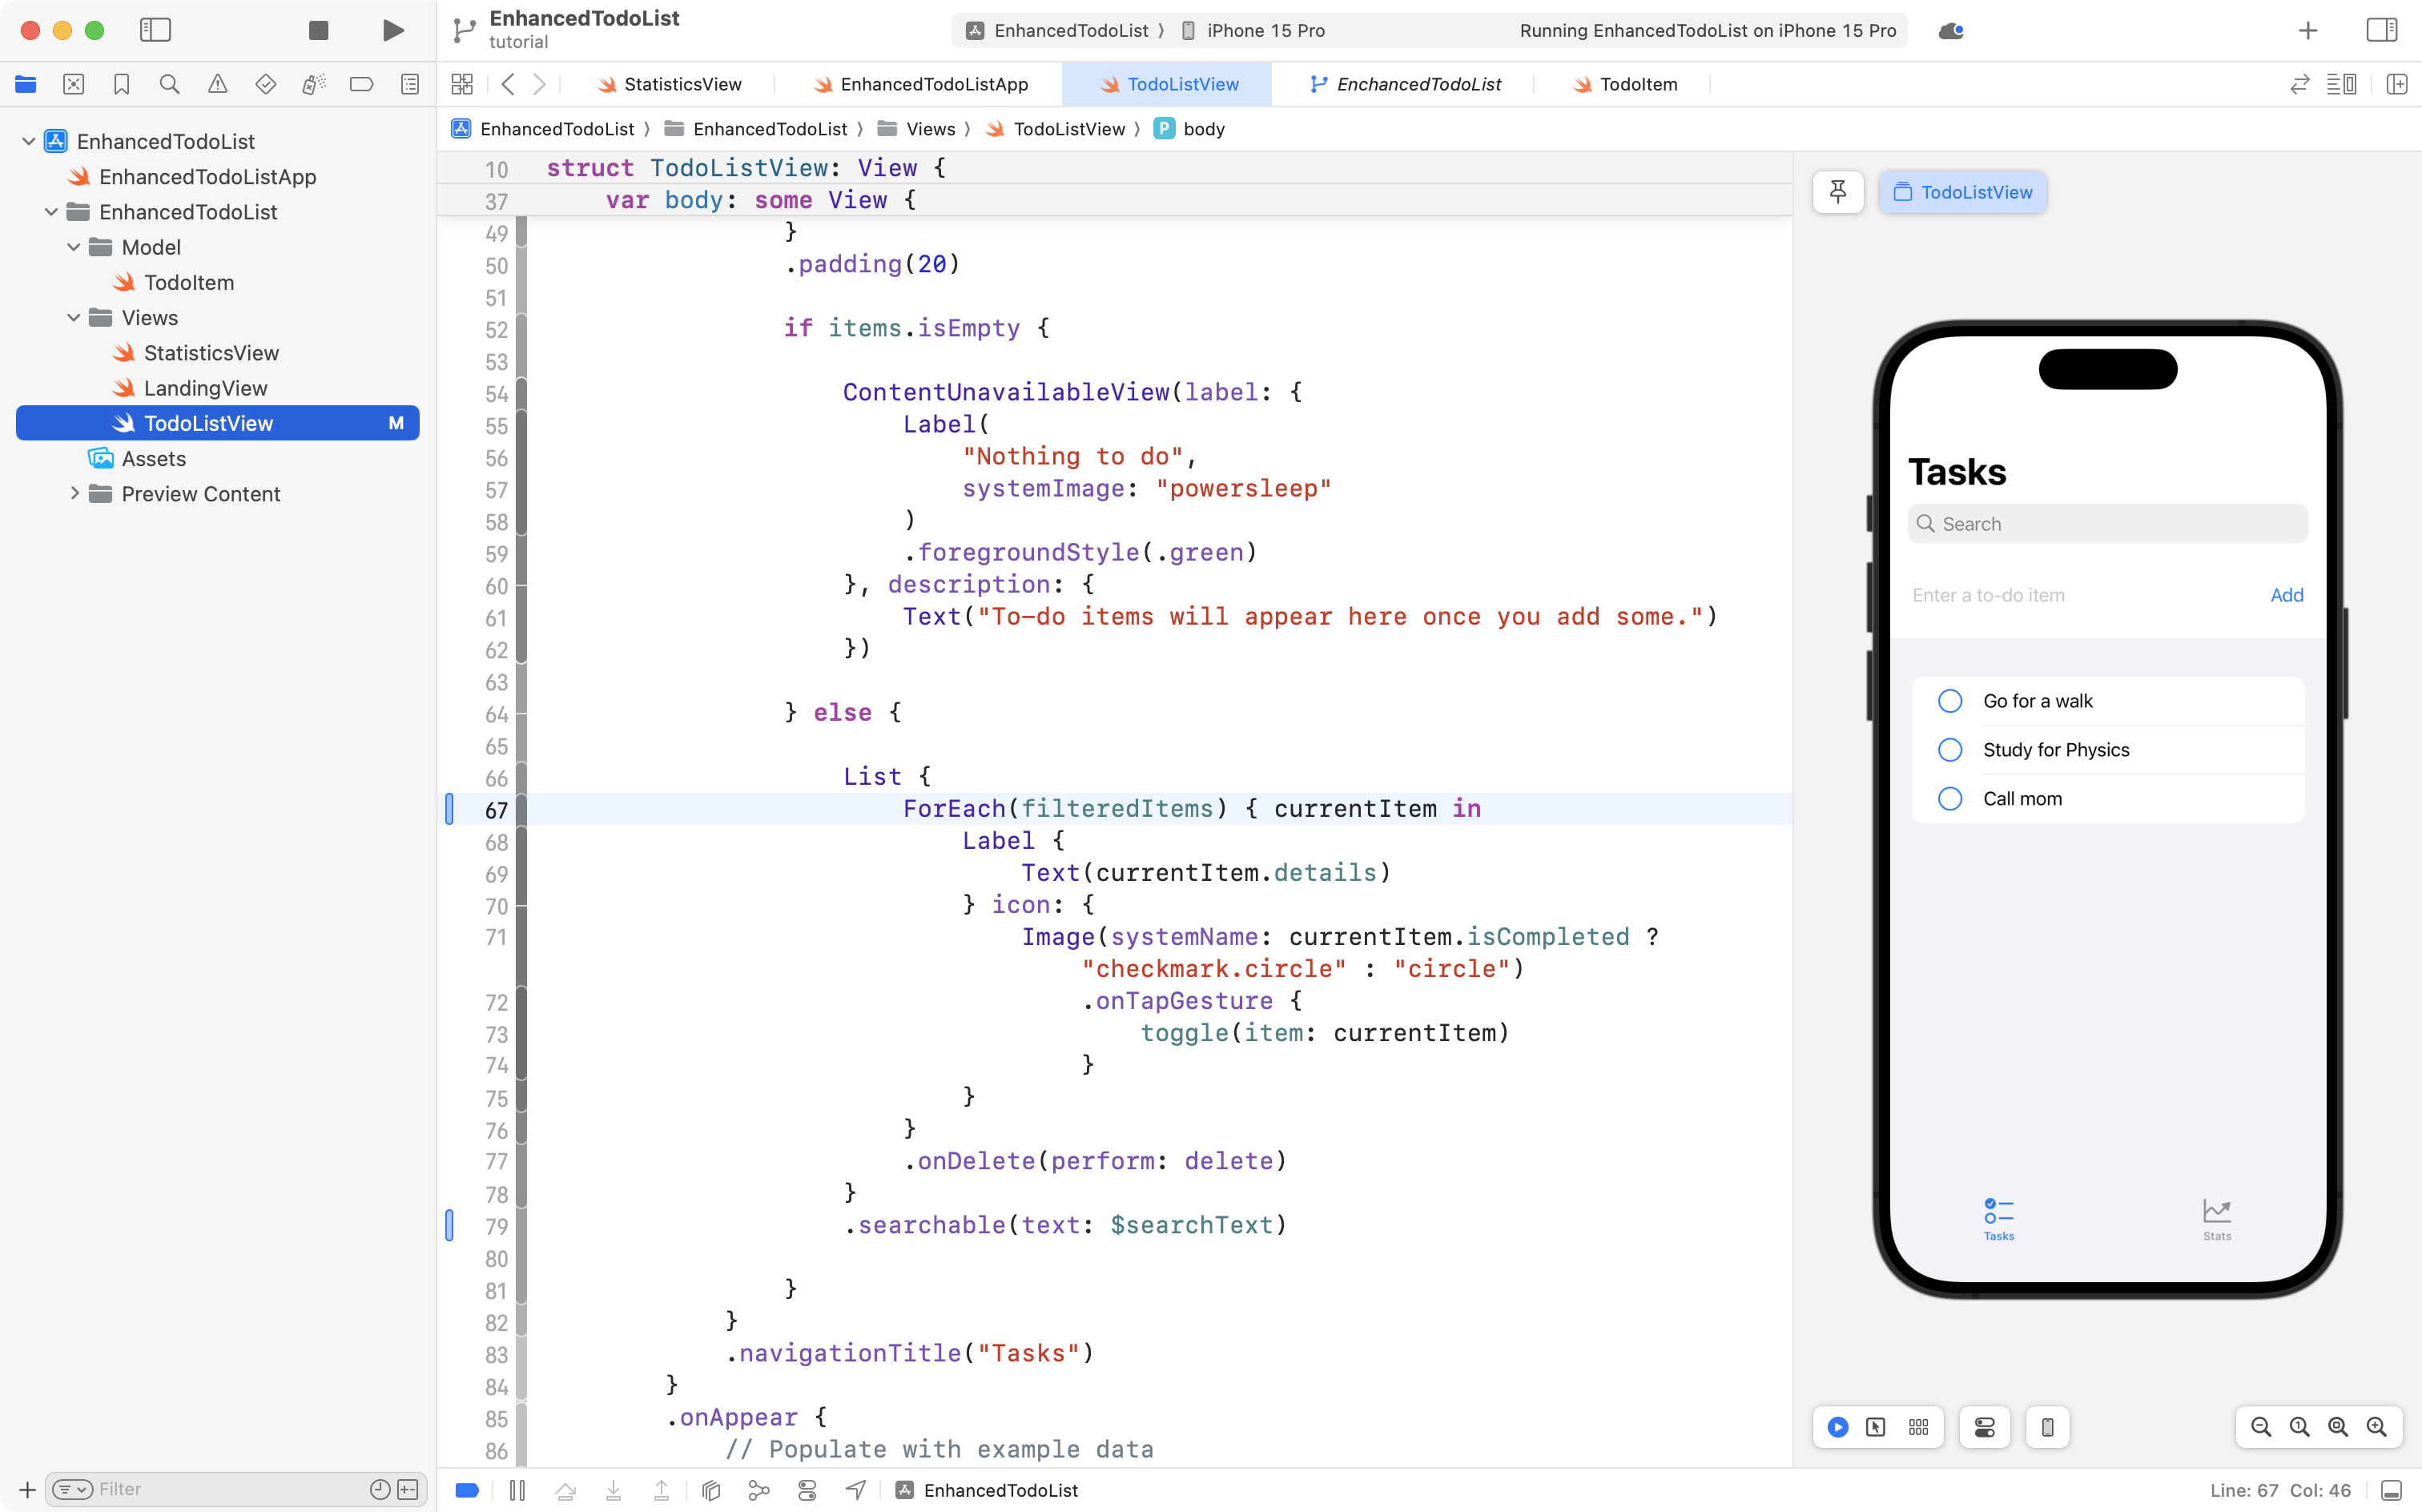 EnhancedTodoList
tutorial
EnhancedTodoList 〉 iPhone 15 Pro
Running EnhancedTodoList on iPhone 15 Pro
StatisticsView
EnhancedTodoListApp
TodoListView
EnchancedTodoList
TodoItem
EnhancedTodoList 〉 EnhancedTodoList 〉 Views 〉 TodoListView 〉 P body
EnhancedTodoList
EnhancedTodoListApp
EnhancedTodoList
Model
TodoItem
Views
StatisticsView
LandingView
TodoListView M
Assets
Preview Content
Filter
10 struct TodoListView: View {
37 var body: some View {
49 }
50 .padding(20)
51
52 if items.isEmpty {
53
54 ContentUnavailableView(label: {
55 Label(
56 "Nothing to do",
57 systemImage: "powersleep"
58 )
59 .foregroundStyle(.green)
60 }, description: {
61 Text("To-do items will appear here once you add some.")
62 })
63
64 } else {
65
66 List {
67 ForEach(filteredItems) { currentItem in
68 Label {
69 Text(currentItem.details)
70 } icon: {
71 Image(systemName: currentItem.isCompleted ?
"checkmark.circle" : "circle")
72 .onTapGesture {
73 toggle(item: currentItem)
74 }
75 }
76 }
77 .onDelete(perform: delete)
78 }
79 .searchable(text: $searchText)
80
81 }
82 }
83 .navigationTitle("Tasks")
84 }
85 .onAppear {
86 // Populate with example data
TodoListView
Tasks
Search
Enter a to-do item Add
Go for a walk
Study for Physics
Call mom
Tasks
Stats
EnhancedTodoList
Line: 67 Col: 46